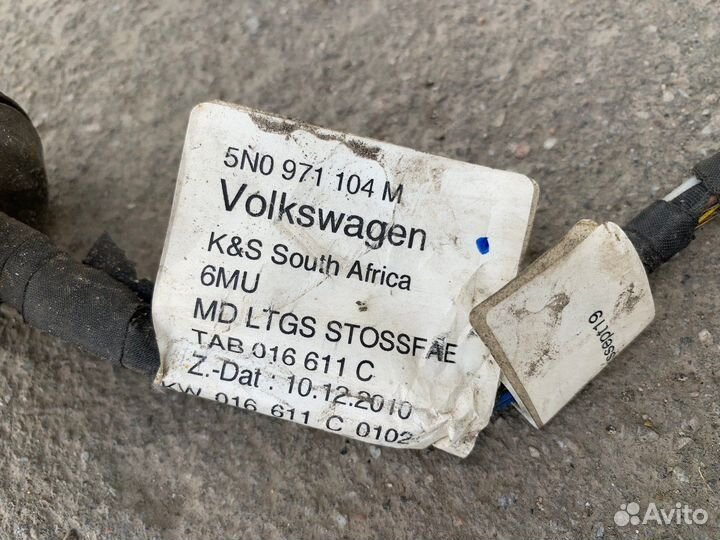 5N0 971 104 M
Volkswagen
K&S South Africa
6MU
MD LTGS STOSSFAE
TAB 016 611 C
Z.-Dat : 10.12.2010
KW 016 611 C 0102
ssept19
Avito